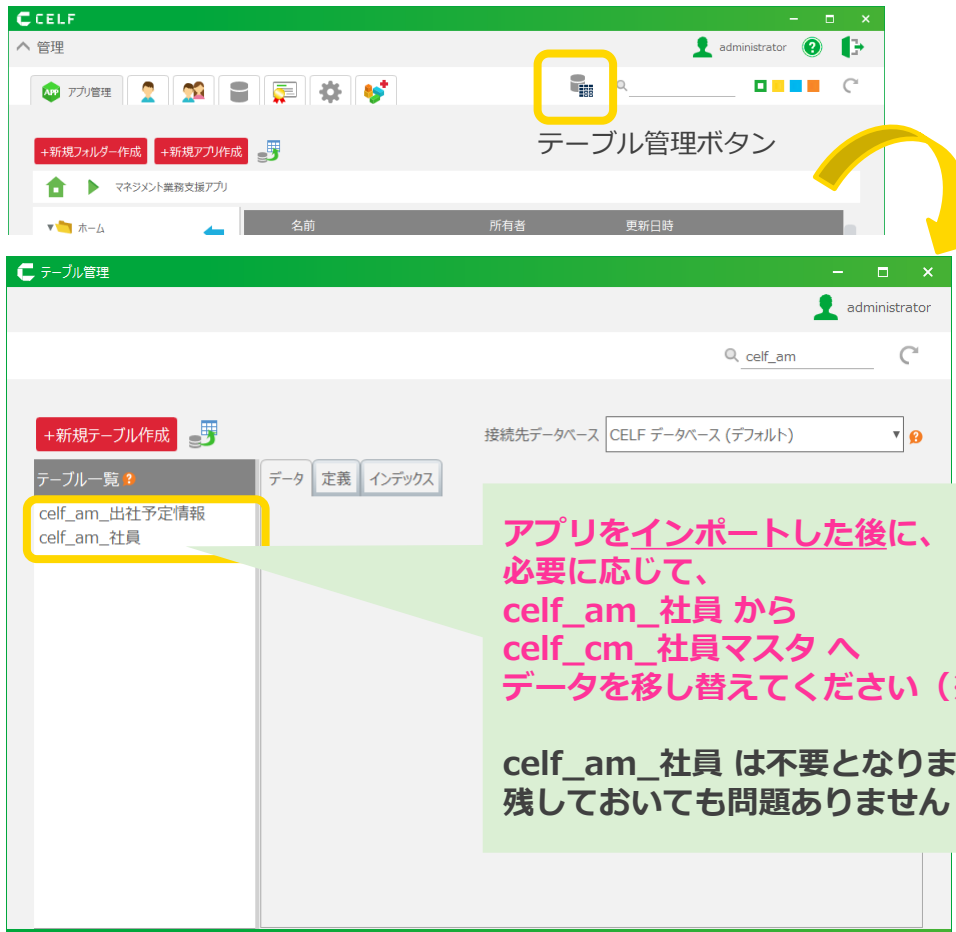 CELF
管理
administrator
APP アプリ管理
テーブル管理ボタン
+新規フォルダー作成 +新規アプリ作成
マネジメント業務支援アプリ
ホーム
名前 所有者 更新日時
テーブル管理
administrator
celf_am
+新規テーブル作成
接続先データベース CELF データベース (デフォルト)
テーブル一覧
データ 定義 インデックス
celf_am_出社予定情報
celf_am_社員
アプリをインポートした後に、
必要に応じて、
celf_am_社員 から
celf_cm_社員マスタ へ
データを移し替えてください（
celf_am_社員 は不要となりま
残しておいても問題ありません